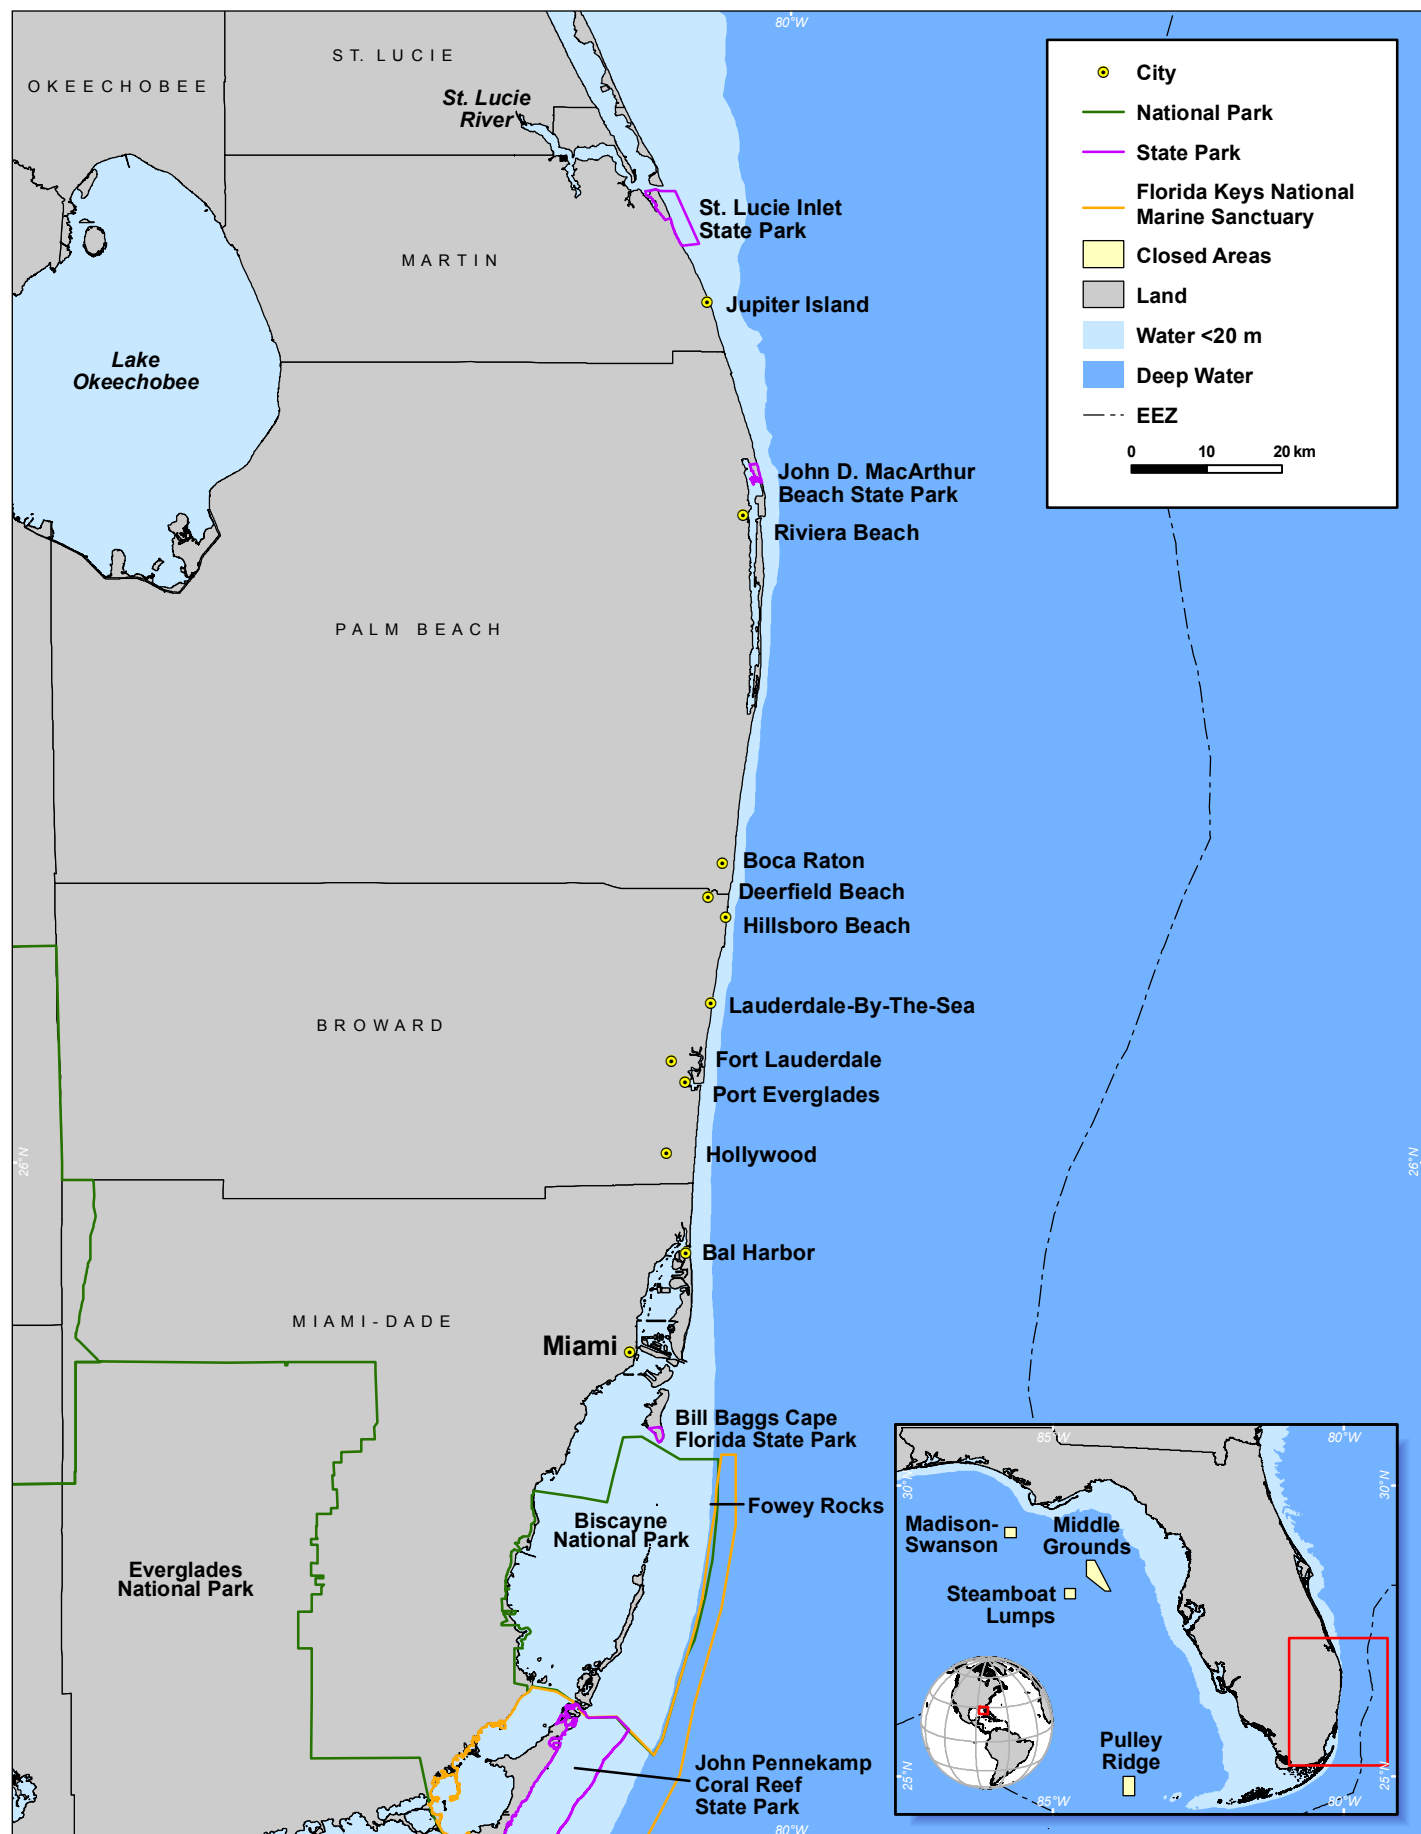 80°W
ST. LUCIE
OKEECHOBEE
St. Lucie
River
City
National Park
State Park
Florida Keys National
Marine Sanctuary
Closed Areas
Land
Water <20 m
Deep Water
EEZ
0 10 20 km
St. Lucie Inlet
State Park
MARTIN
Jupiter Island
Lake
Okeechobee
John D. MacArthur
Beach State Park
Riviera Beach
PALM BEACH
Boca Raton
Deerfield Beach
Hillsboro Beach
Lauderdale-By-The-Sea
BROWARD
Fort Lauderdale
Port Everglades
Hollywood
26°N
26°N
Bal Harbor
MIAMI-DADE
Miami
Bill Baggs Cape
Florida State Park
Fowey Rocks
Biscayne
National Park
Everglades
National Park
John Pennekamp
Coral Reef
State Park
80°W
85°W
80°W
30°N
30°N
Madison-
Swanson
Middle
Grounds
Steamboat
Lumps
Pulley
Ridge
25°N
25°N
85°W
80°W